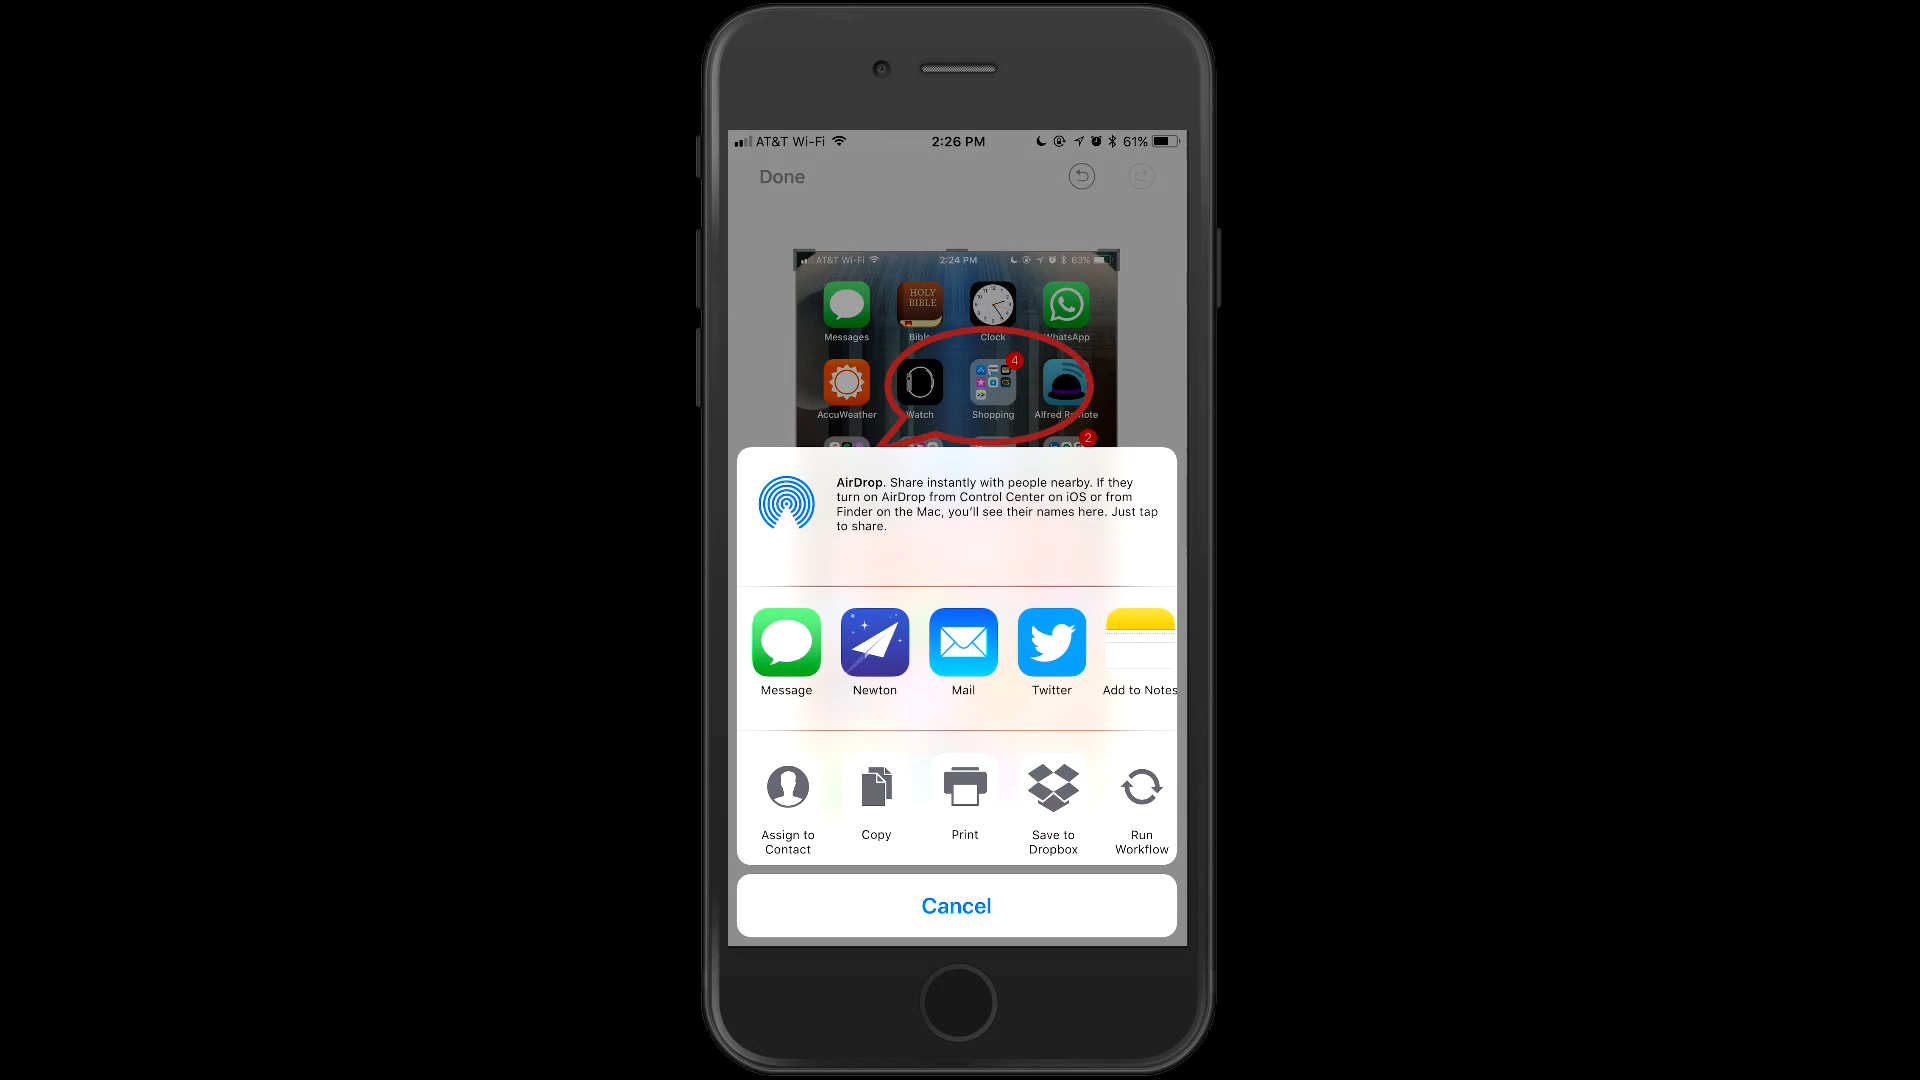 AT&T Wi-Fi 2:26 PM 61%
Done
AT&T Wi-Fi 2:24 PM 63%
HOLY
BIBLE
Messages Bible Clock WhatsApp
4
AccuWeather Watch Shopping Alfred Remote
2
AirDrop. Share instantly with people nearby. If they
turn on AirDrop from Control Center on iOS or from
Finder on the Mac, you'll see their names here. Just tap
to share.
Message Newton Mail Twitter Add to Notes
Assign to
Contact
Copy
Print
Save to
Dropbox
Run
Workflow
Cancel